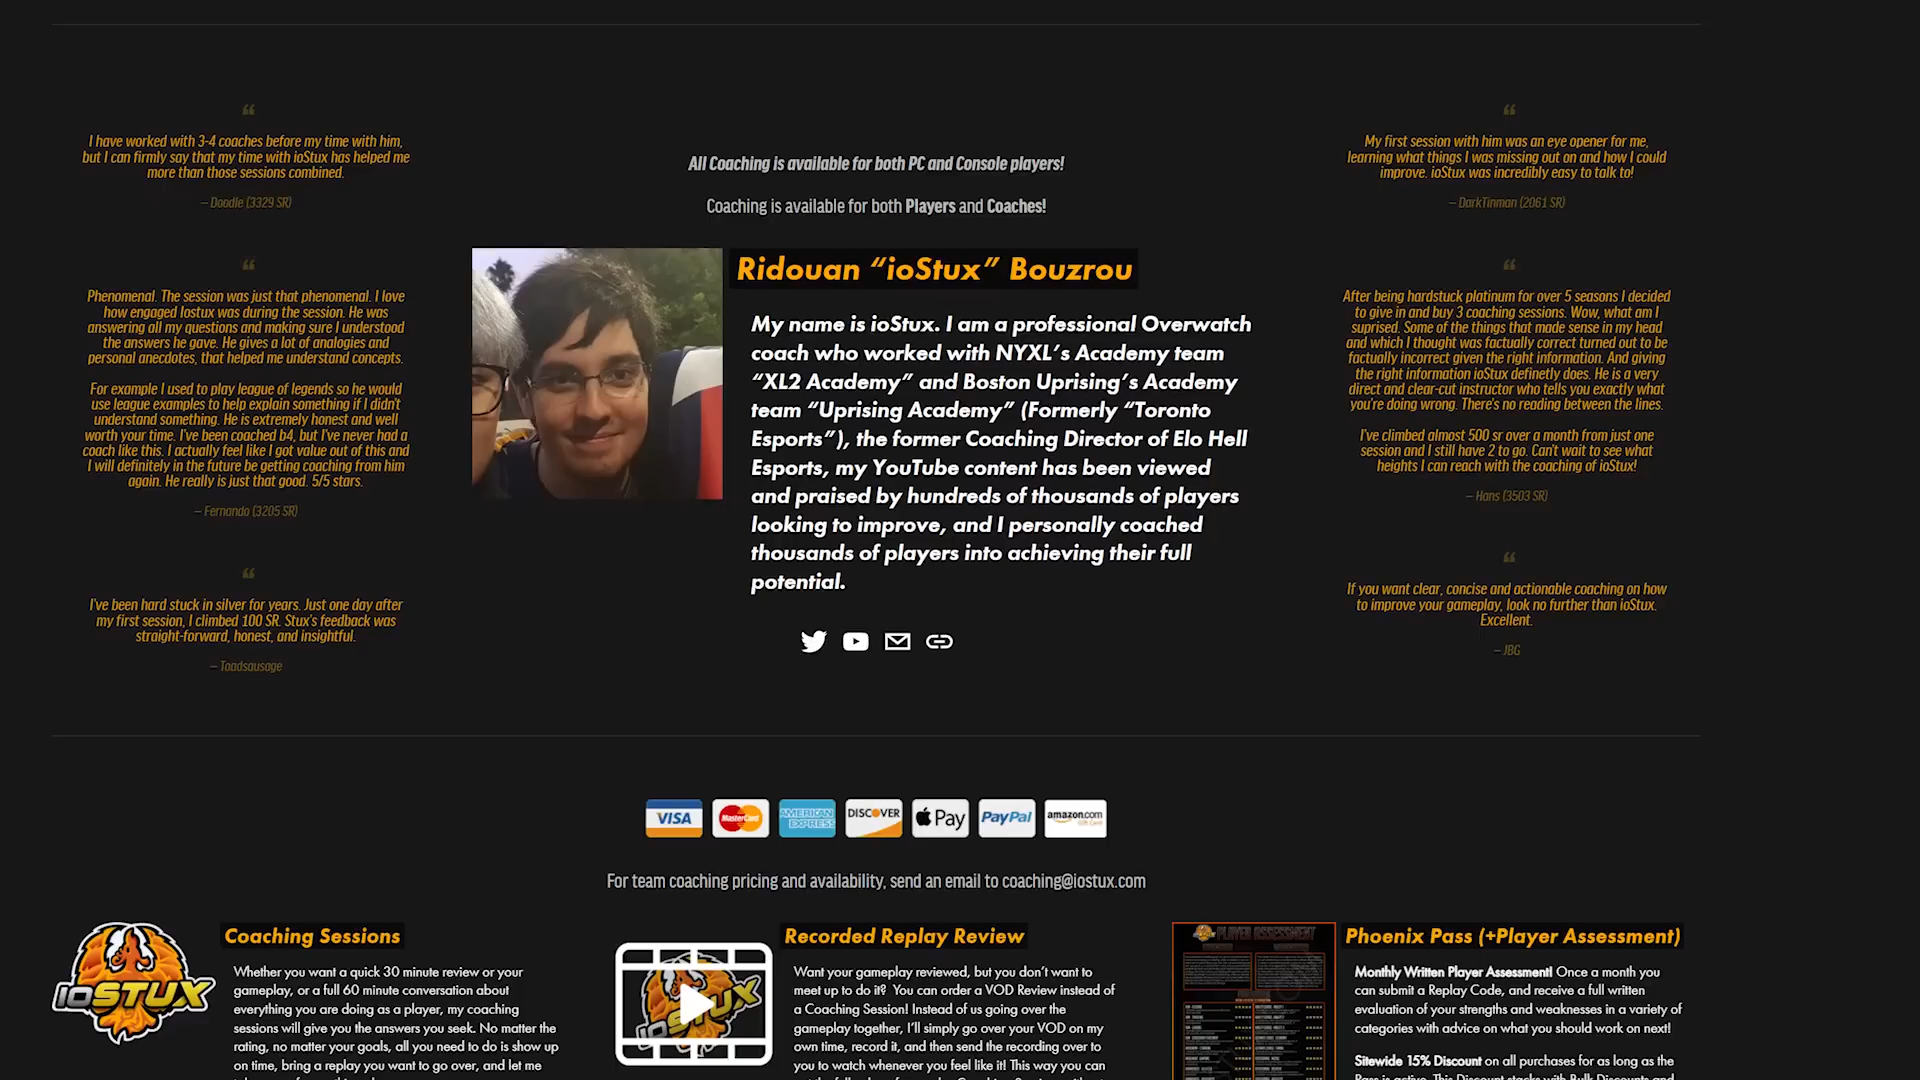 “
I have worked with 3-4 coaches before my time with him,
but I can firmly say that my time with ioStux has helped me
more than those sessions combined.
– Doodle (3329 SR)
“
Phenomenal. The session was just that phenomenal. I love
how engaged Iostux was during the session. He was
answering all my questions and making sure I understood
the answers he gave. He gives a lot of analogies and
personal anecdotes, that helped me understand concepts.
For example I used to play league of legends so he would
use league examples to help explain something if I didn't
understand something. He is extremely honest and well
worth your time. I've been coached b4, but I've never had a
coach like this. I actually feel like I got value out of this and
I will definitely in the future be getting coaching from him
again. He really is just that good. 5/5 stars.
– Fernando (3205 SR)
“
I've been hard stuck in silver for years. Just one day after
my first session, I climbed 100 SR. Stux's feedback was
straight-forward, honest, and insightful.
– Toadsausage
All Coaching is available for both PC and Console players!
Coaching is available for both Players and Coaches!
Ridouan “ioStux” Bouzrou
My name is ioStux. I am a professional Overwatch
coach who worked with NYXL’s Academy team
“XL2 Academy” and Boston Uprising’s Academy
team “Uprising Academy” (Formerly “Toronto
Esports”), the former Coaching Director of Elo Hell
Esports, my YouTube content has been viewed
and praised by hundreds of thousands of players
looking to improve, and I personally coached
thousands of players into achieving their full
potential.
“
My first session with him was an eye opener for me,
learning what things I was missing out on and how I could
improve. ioStux was incredibly easy to talk to!
– DarkTinman (2061 SR)
“
After being hardstuck platinum for over 5 seasons I decided
to give in and buy 3 coaching sessions. Wow, what am I
suprised. Some of the things that made sense in my head
and which I thought was factually correct turned out to be
factually incorrect given the right information. And giving
the right information ioStux definetly does. He is a very
direct and clear-cut instructor who tells you exactly what
you're doing wrong. There's no reading between the lines.
I've climbed almost 500 sr over a month from just one
session and I still have 2 to go. Can't wait to see what
heights I can reach with the coaching of ioStux!
– Hans (3503 SR)
“
If you want clear, concise and actionable coaching on how
to improve your gameplay, look no further than ioStux.
Excellent.
– JBG
VISA MasterCard AMERICAN EXPRESS DISCOVER Pay PayPal amazon.com Gift Card
For team coaching pricing and availability, send an email to coaching@iostux.com
IOSTUX
Coaching Sessions
Whether you want a quick 30 minute review or your
gameplay, or a full 60 minute conversation about
everything you are doing as a player, my coaching
sessions will give you the answers you seek. No matter the
rating, no matter your goals, all you need to do is show up
on time, bring a replay you want to go over, and let me
Recorded Replay Review
Want your gameplay reviewed, but you don’t want to
meet up to do it? You can order a VOD Review instead of
a Coaching Session! Instead of us going over the
gameplay together, I’ll simply go over your VOD on my
own time, record it, and then send the recording over to
you to watch whenever you feel like it! This way you can
PLAYER ASSESSMENT
Phoenix Pass (+Player Assessment)
Monthly Written Player Assessment! Once a month you
can submit a Replay Code, and receive a full written
evaluation of your strengths and weaknesses in a variety of
categories with advice on what you should work on next!
Sitewide 15% Discount on all purchases for as long as the
Pass is active. This Discount stacks with Bulk Discounts and